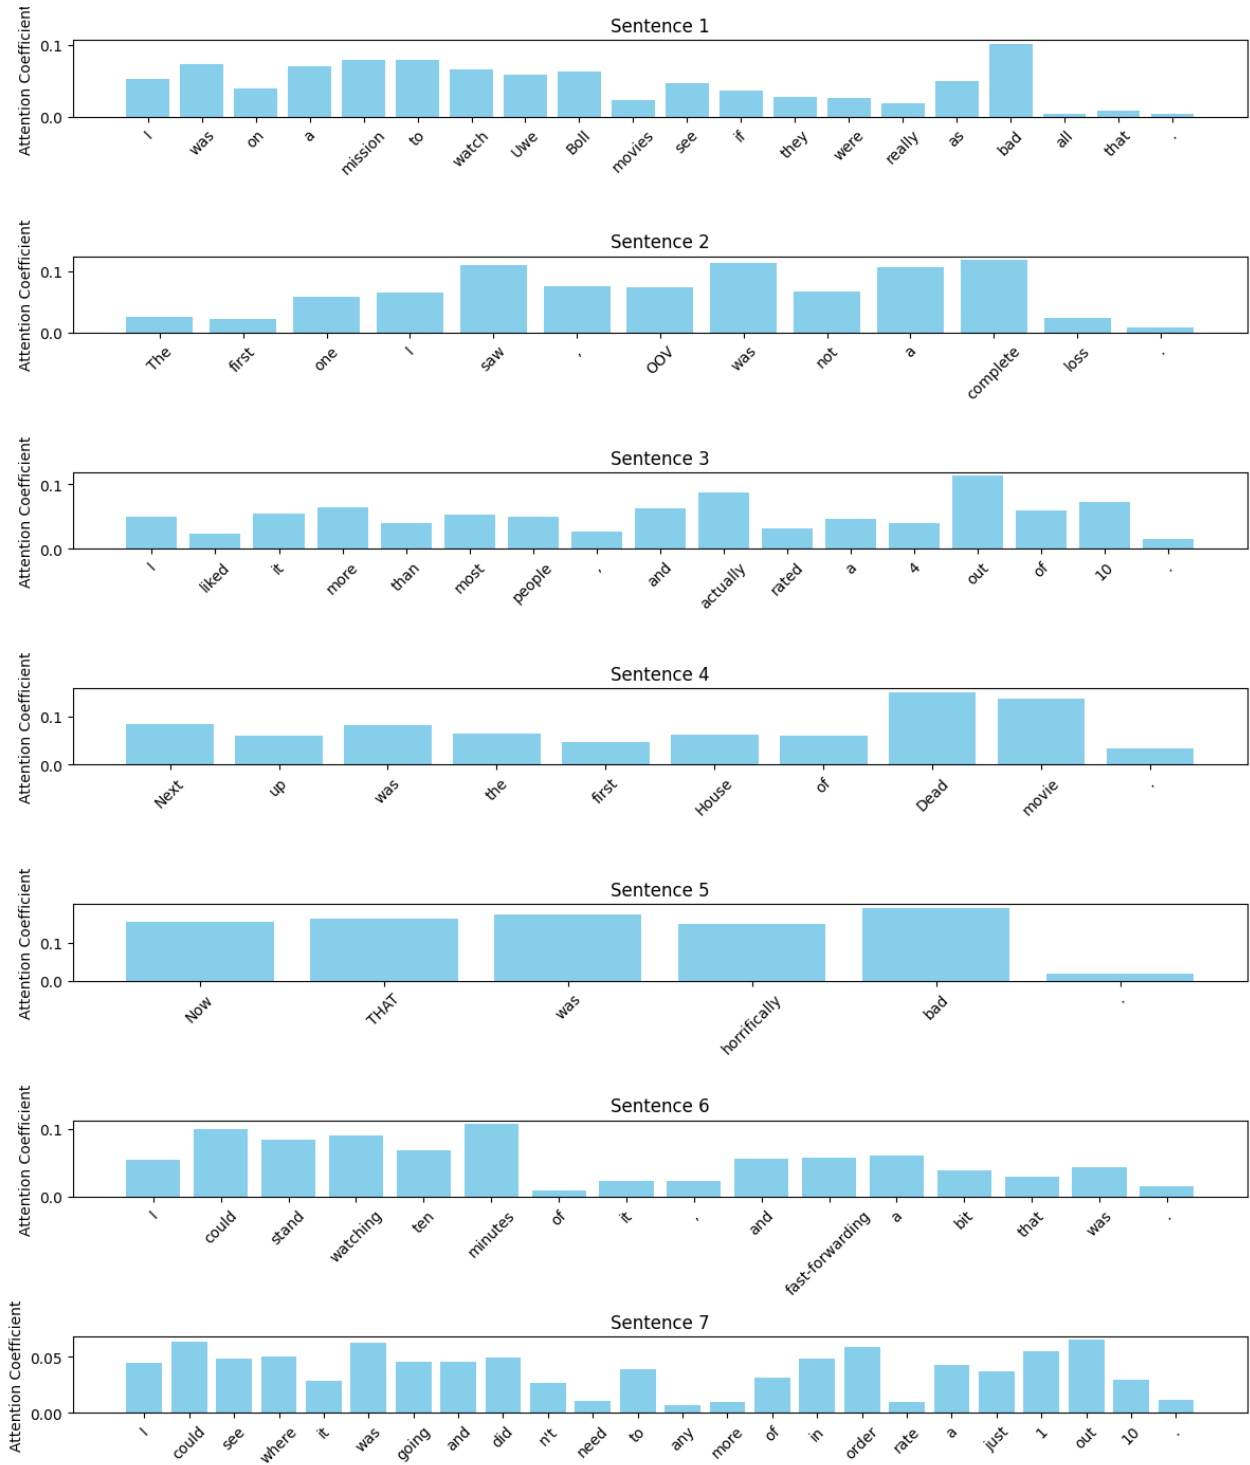 Sentence 1
Attention Coefficient
0.1
0.0
I was on a mission to watch Uwe Boll movies see if they were really as bad all that .
Sentence 2
Attention Coefficient
0.1
0.0
The first one I saw , OOV was not a complete loss .
Sentence 3
Attention Coefficient
0.1
0.0
I liked it more than most people , and actually rated a 4 out of 10 .
Sentence 4
Attention Coefficient
0.1
0.0
Next up was the first House of Dead movie .
Sentence 5
Attention Coefficient
0.1
0.0
Now THAT was horrifically bad .
Sentence 6
Attention Coefficient
0.1
0.0
I could stand watching ten minutes of it , and fast-forwarding a bit that was .
Sentence 7
Attention Coefficient
0.05
0.00
I could see where it was going and did n't need to any more of in order rate a just 1 out 10 .